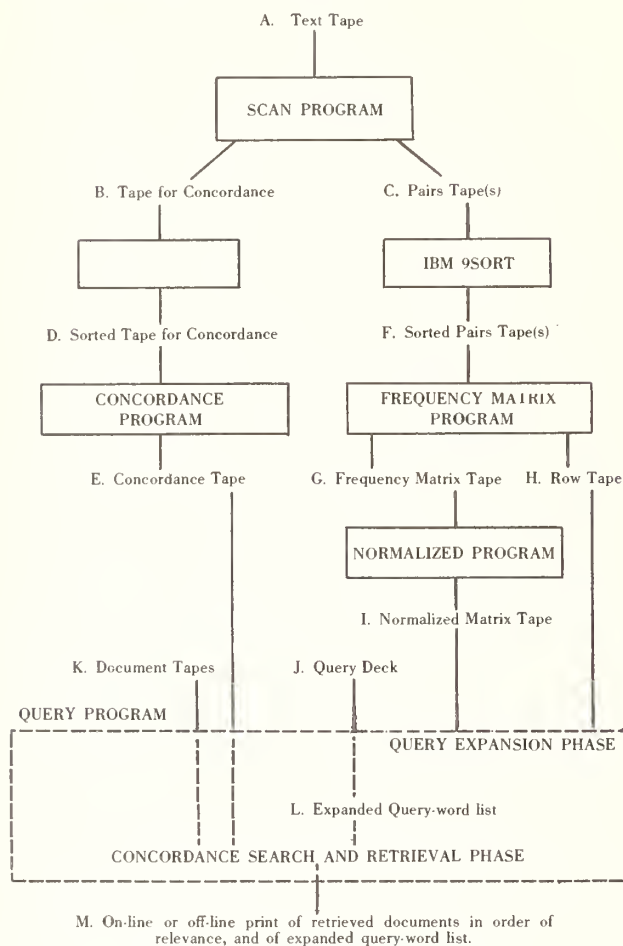 A. Text Tape
SCAN PROGRAM
B. Tape for Concordance
C. Pairs Tape(s)
IBM 9SORT
D. Sorted Tape for Concordance
F. Sorted Pairs Tape(s)
CONCORDANCE
PROGRAM
FREQUENCY MATRIX
PROGRAM
E. Concordance Tape
G. Frequency Matrix Tape
H. Row Tape
NORMALIZED PROGRAM
I. Normalized Matrix Tape
K. Document Tapes
J. Query Deck
QUERY PROGRAM
QUERY EXPANSION PHASE
L. Expanded Query-word list
CONCORDANCE SEARCH AND RETRIEVAL PHASE
M. On-line or off-line print of retrieved documents in order of
relevance, and of expanded query-word list.